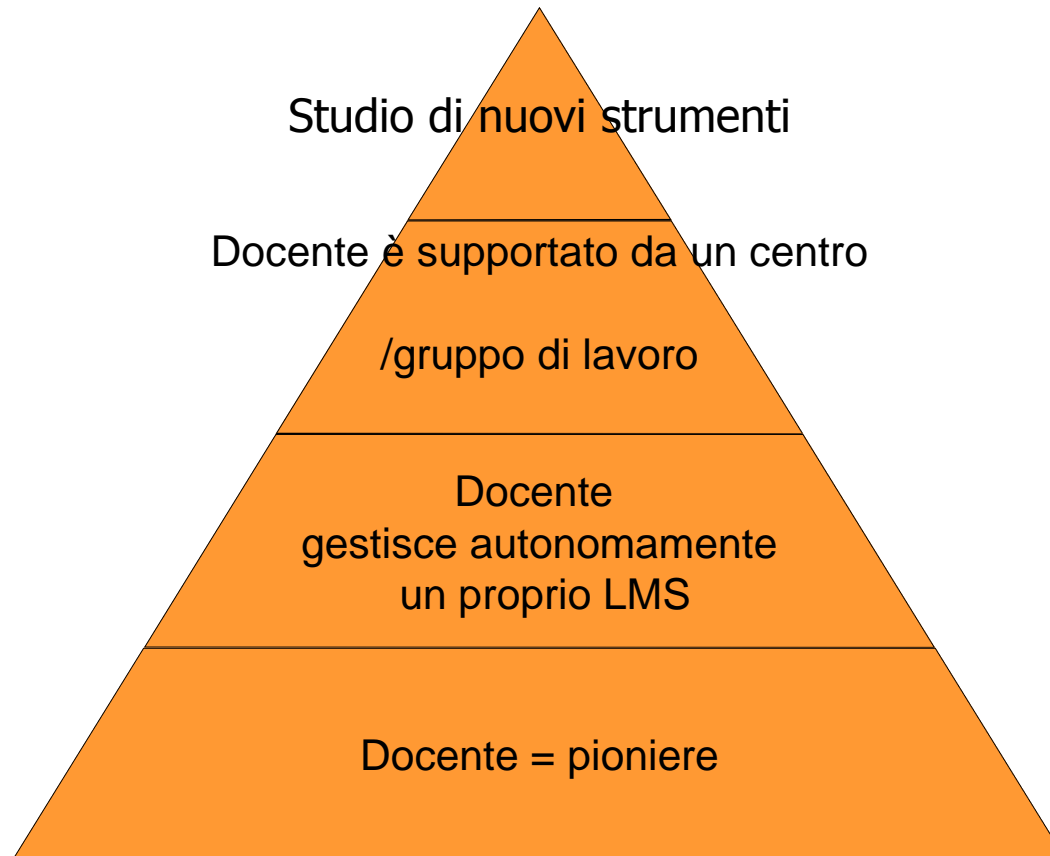 Studio di nuovi strumenti
Docente è supportato da un centro
/gruppo di lavoro
Docente
gestisce autonomamente
un proprio LMS
Docente = pioniere